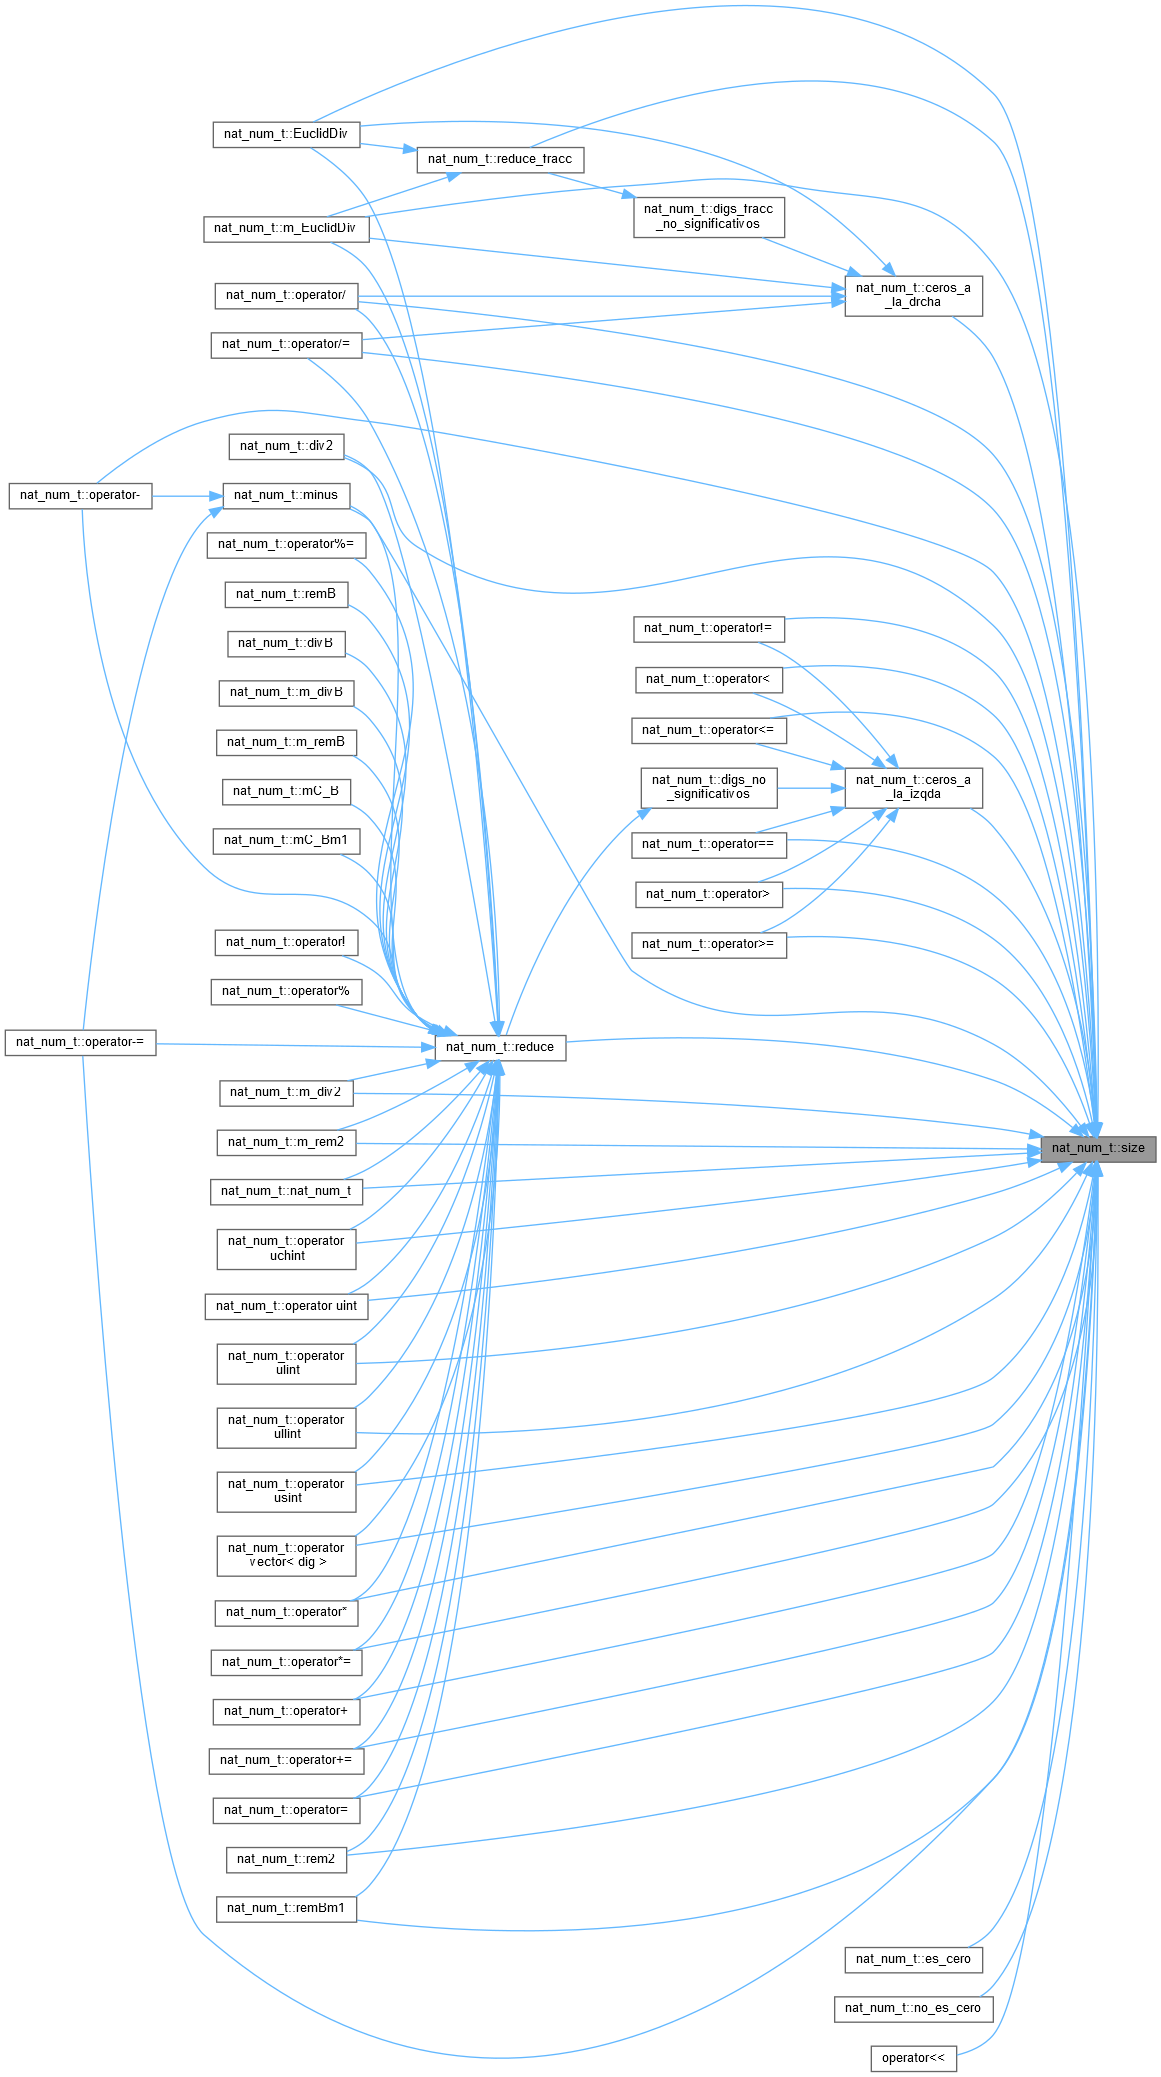 nat_num_t::EuclidDiv
nat_num_t::reduce_fracc
nat_num_t::digs_fracc
_no_significativos
nat_num_t::m_EuclidDiv
nat_num_t::ceros_a
_la_drcha
nat_num_t::operator/
nat_num_t::operator/=
nat_num_t::div2
nat_num_t::operator-
nat_num_t::minus
nat_num_t::operator%=
nat_num_t::remB
nat_num_t::divB
nat_num_t::m_divB
nat_num_t::m_remB
nat_num_t::mC_B
nat_num_t::mC_Bm1
nat_num_t::operator!=
nat_num_t::operator<
nat_num_t::operator<=
nat_num_t::digs_no
_significativos
nat_num_t::ceros_a
_la_izqda
nat_num_t::operator==
nat_num_t::operator>
nat_num_t::operator>=
nat_num_t::operator!
nat_num_t::operator%
nat_num_t::operator-=
nat_num_t::reduce
nat_num_t::m_div2
nat_num_t::m_rem2
nat_num_t::size
nat_num_t::nat_num_t
nat_num_t::operator
uchint
nat_num_t::operator uint
nat_num_t::operator
ulint
nat_num_t::operator
ullint
nat_num_t::operator
usint
nat_num_t::operator
vector< dig >
nat_num_t::operator*
nat_num_t::operator*=
nat_num_t::operator+
nat_num_t::operator+=
nat_num_t::operator=
nat_num_t::rem2
nat_num_t::remBm1
nat_num_t::es_cero
nat_num_t::no_es_cero
operator<<